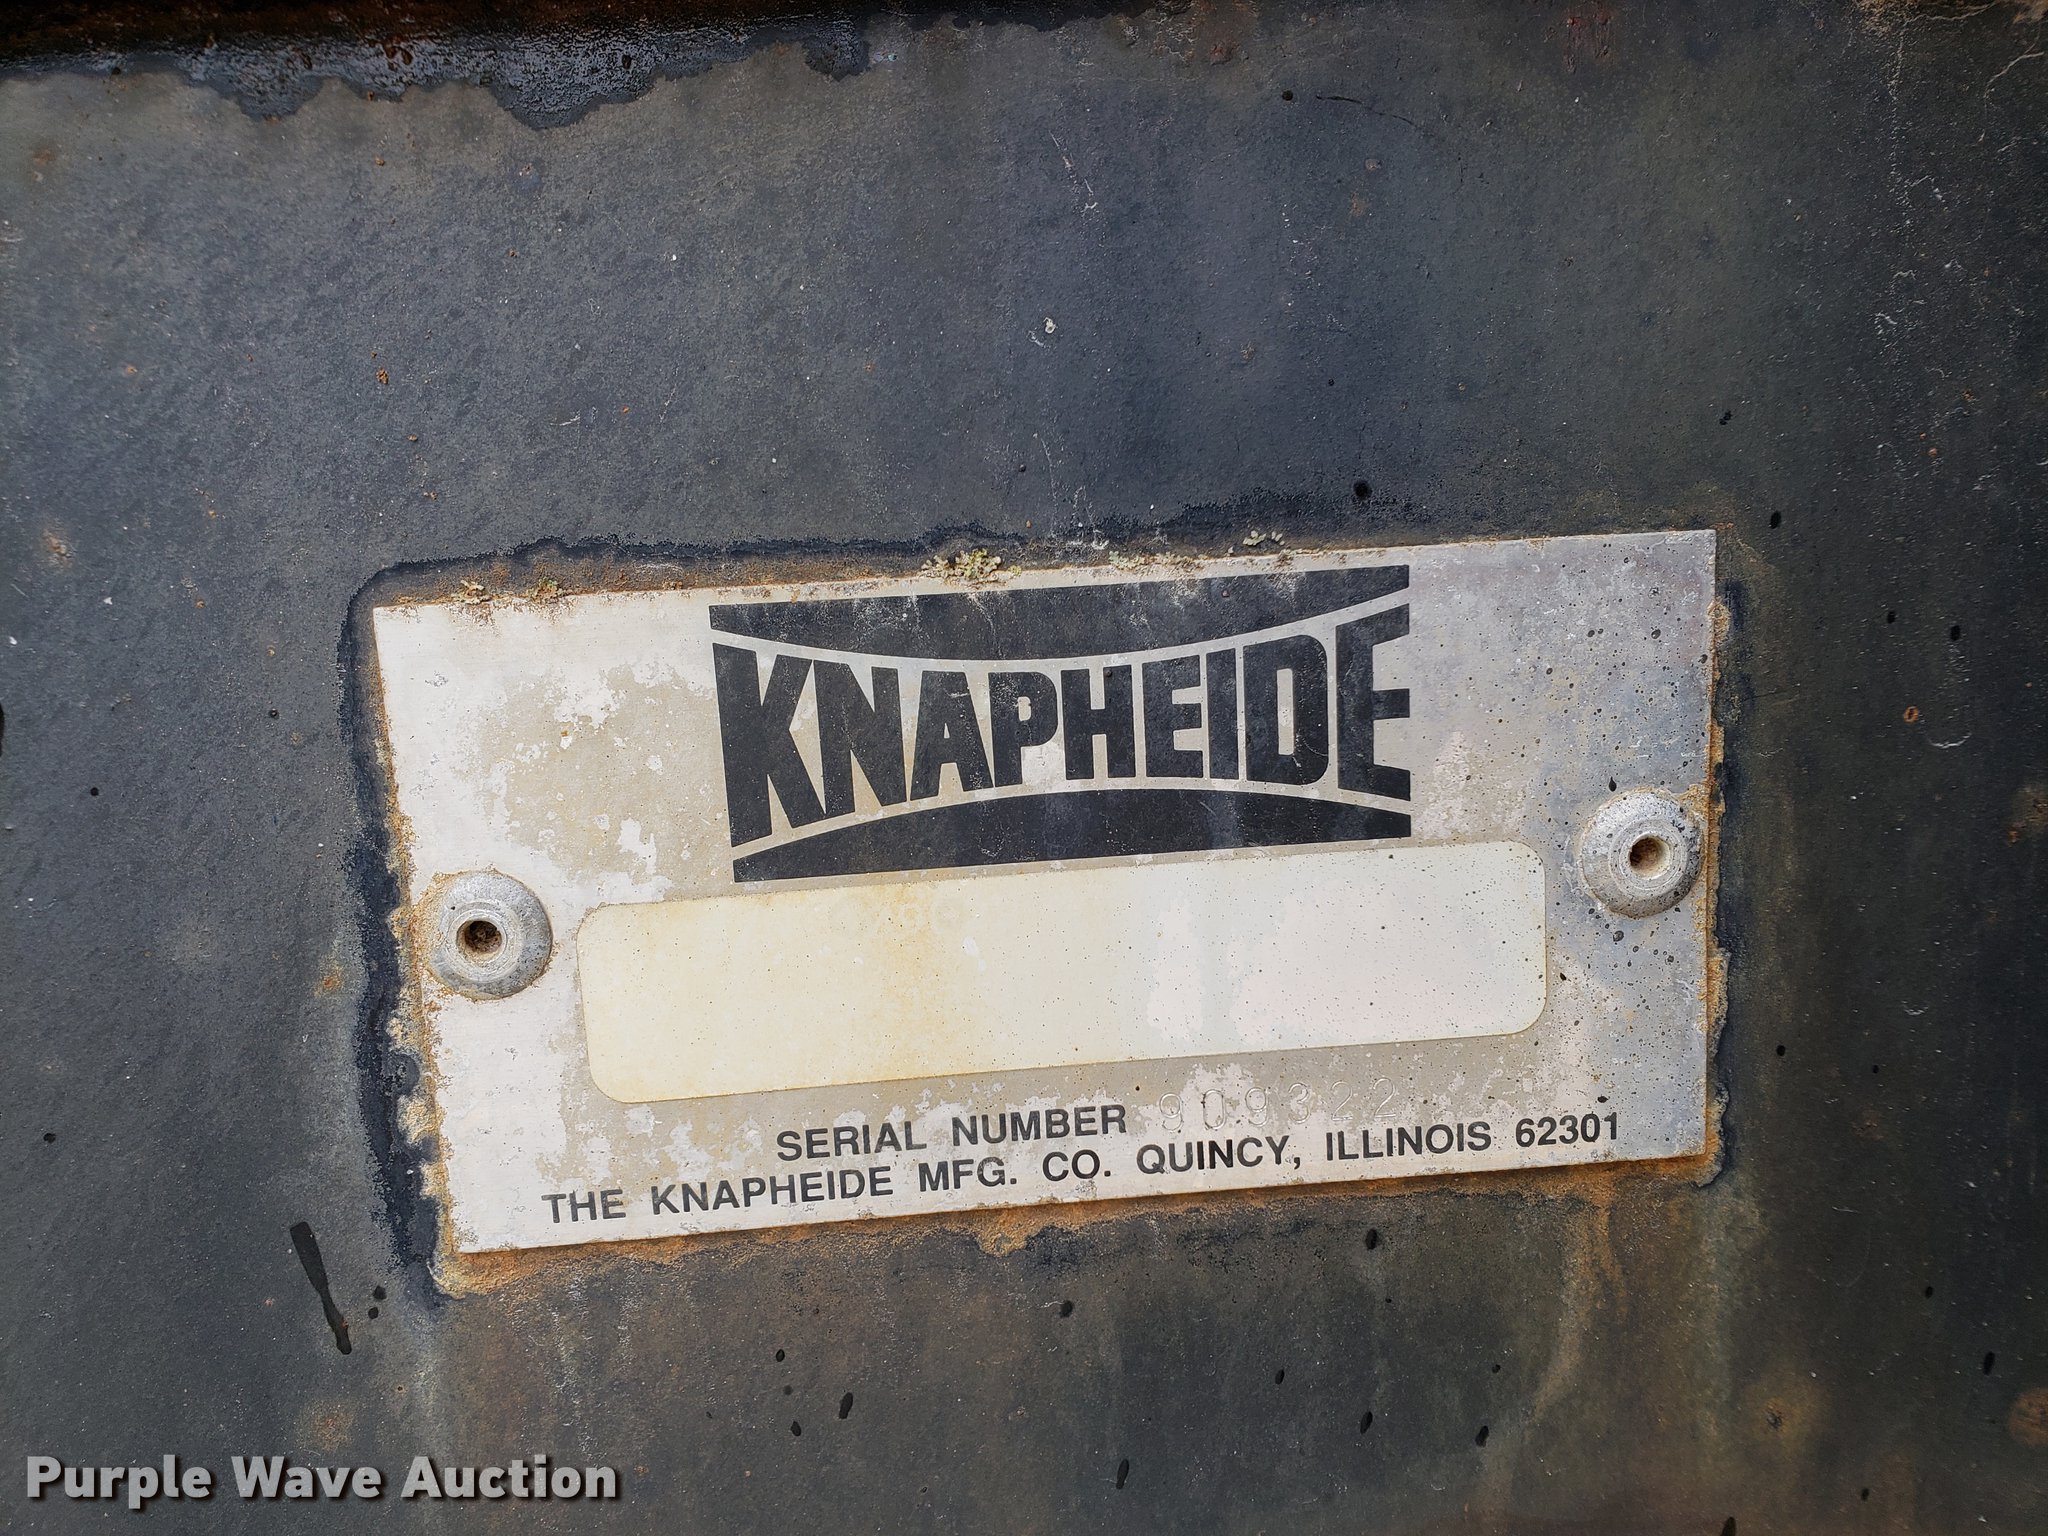 KNAPHEIDE
SERIAL NUMBER 909322
THE KNAPHEIDE MFG. CO. QUINCY, ILLINOIS 62301
Purple Wave Auction